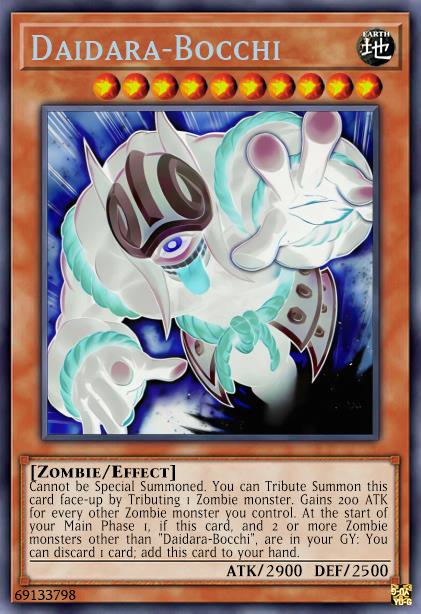 Daidara-Bocchi
EARTH
地
[Zombie/Effect]
Cannot be Special Summoned. You can Tribute Summon this
card face-up by Tributing 1 Zombie monster. Gains 200 ATK
for every other Zombie monster you control. At the start of
your Main Phase 1, if this card, and 2 or more Zombie
monsters other than "Daidara-Bocchi", are in your GY: You
can discard 1 card; add this card to your hand.
ATK/2900 DEF/2500
69133798